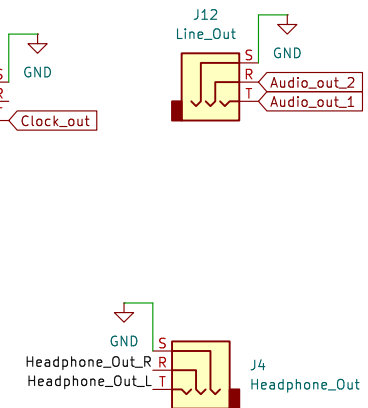 J12
Line_Out
S
GND
GND
S
R
R
Audio_out_2
T
Audio_out_1
Clock_out
GND
S
Headphone_Out_R
R
J4
Headphone_Out_L
T
Headphone_Out